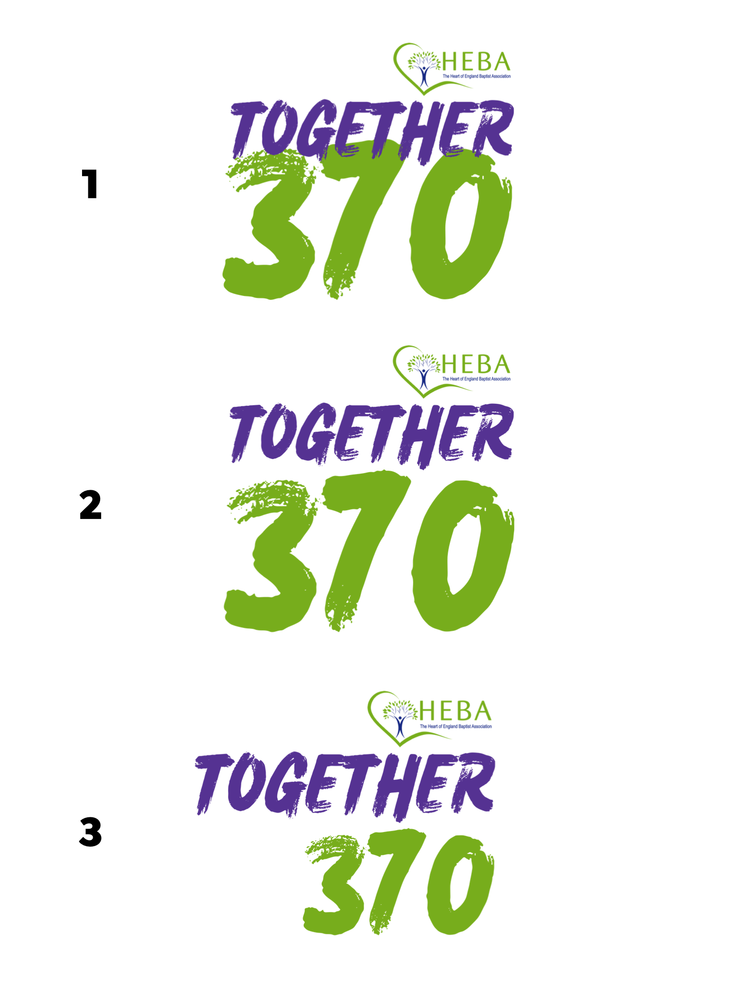 HEBA
The Heart of England Baptist Association
TOGETHER
1
370
HEBA
The Heart of England Baptist Association
TOGETHER
2
370
HEBA
The Heart of England Baptist Association
TOGETHER
3
370